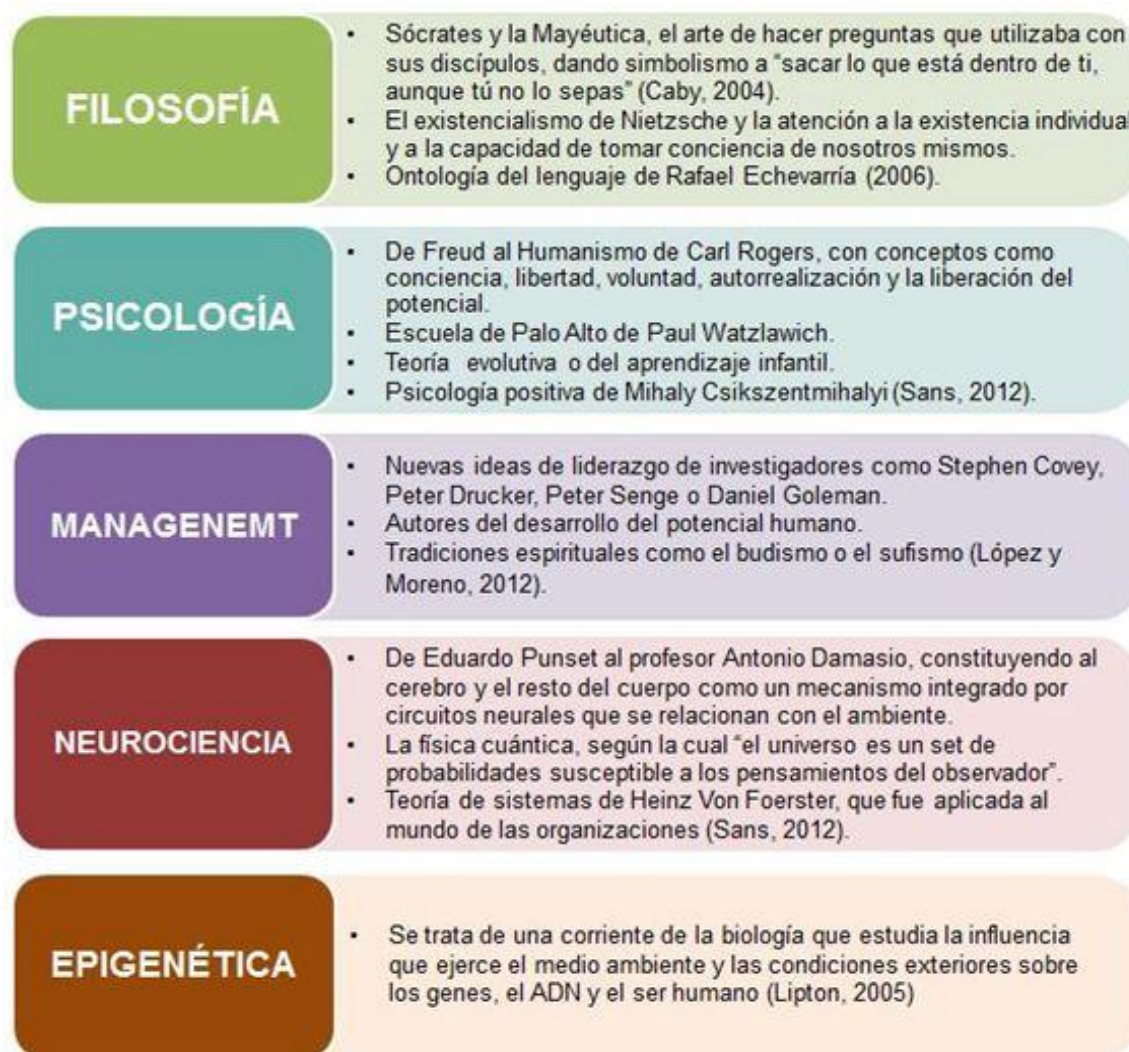 FILOSOFÍA
• Sócrates y la Mayéutica, el arte de hacer preguntas que utilizaba con
sus discípulos, dando simbolismo a “sacar lo que está dentro de ti,
aunque tú no lo sepas” (Caby, 2004).
• El existencialismo de Nietzsche y la atención a la existencia individual
y a la capacidad de tomar conciencia de nosotros mismos.
• Ontología del lenguaje de Rafael Echevarría (2006).
PSICOLOGÍA
• De Freud al Humanismo de Carl Rogers, con conceptos como
conciencia, libertad, voluntad, autorrealización y la liberación del
potencial.
• Escuela de Palo Alto de Paul Watzlawich.
• Teoría evolutiva o del aprendizaje infantil.
• Psicología positiva de Mihaly Csikszentmihalyi (Sans, 2012).
MANAGENEMT
• Nuevas ideas de liderazgo de investigadores como Stephen Covey,
Peter Drucker, Peter Senge o Daniel Goleman.
• Autores del desarrollo del potencial humano.
• Tradiciones espirituales como el budismo o el sufismo (López y
Moreno, 2012).
NEUROCIENCIA
• De Eduardo Punset al profesor Antonio Damasio, constituyendo al
cerebro y el resto del cuerpo como un mecanismo integrado por
circuitos neurales que se relacionan con el ambiente.
• La física cuántica, según la cual “el universo es un set de
probabilidades susceptible a los pensamientos del observador”.
• Teoría de sistemas de Heinz Von Foerster, que fue aplicada al
mundo de las organizaciones (Sans, 2012).
EPIGENÉTICA
• Se trata de una corriente de la biología que estudia la influencia
que ejerce el medio ambiente y las condiciones exteriores sobre
los genes, el ADN y el ser humano (Lipton, 2005)